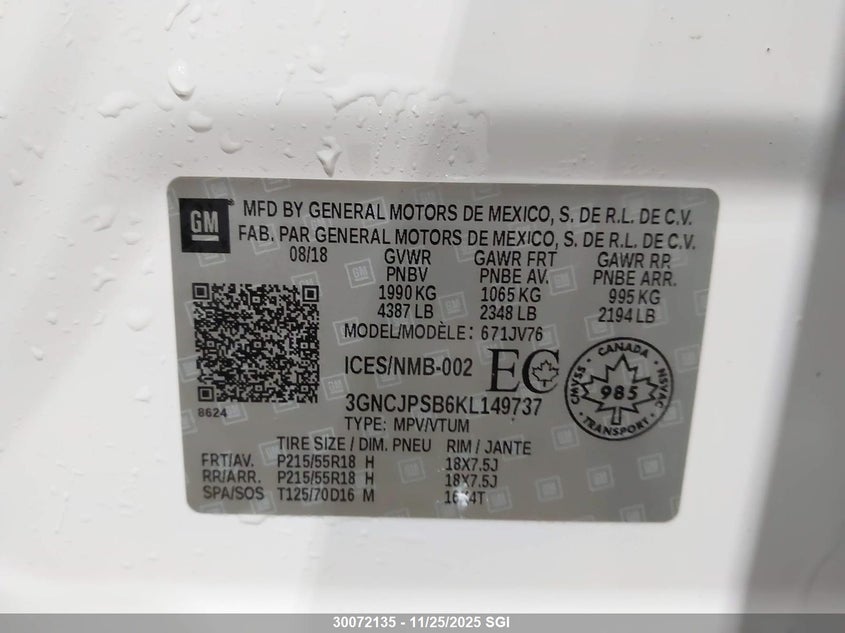 GM
MFD BY GENERAL MOTORS DE MEXICO, S. DE R.L. DE C.V.
FAB. PAR GENERAL MOTORS DE MEXICO, S. DE R.L. DE C.V.
08/18 GVWR GAWR FRT GAWR RR
PNBV PNBE AV. PNBE ARR.
1990 KG 1065 KG 995 KG
4387 LB 2348 LB 2194 LB
MODEL/MODÈLE: 671JV76
ICES/NMB-002 EC
CANADA
CMVSS 985 NSVAC
TRANSPORT
3GNCJPSB6KL149737
8624
TYPE: MPV/VTUM
TIRE SIZE / DIM. PNEU RIM / JANTE
FRT/AV. P215/55R18 H 18X7.5J
RR/ARR. P215/55R18 H 18X7.5J
SPA/SOS T125/70D16 M 16X4T
30072135 - 11/25/2025 SGI